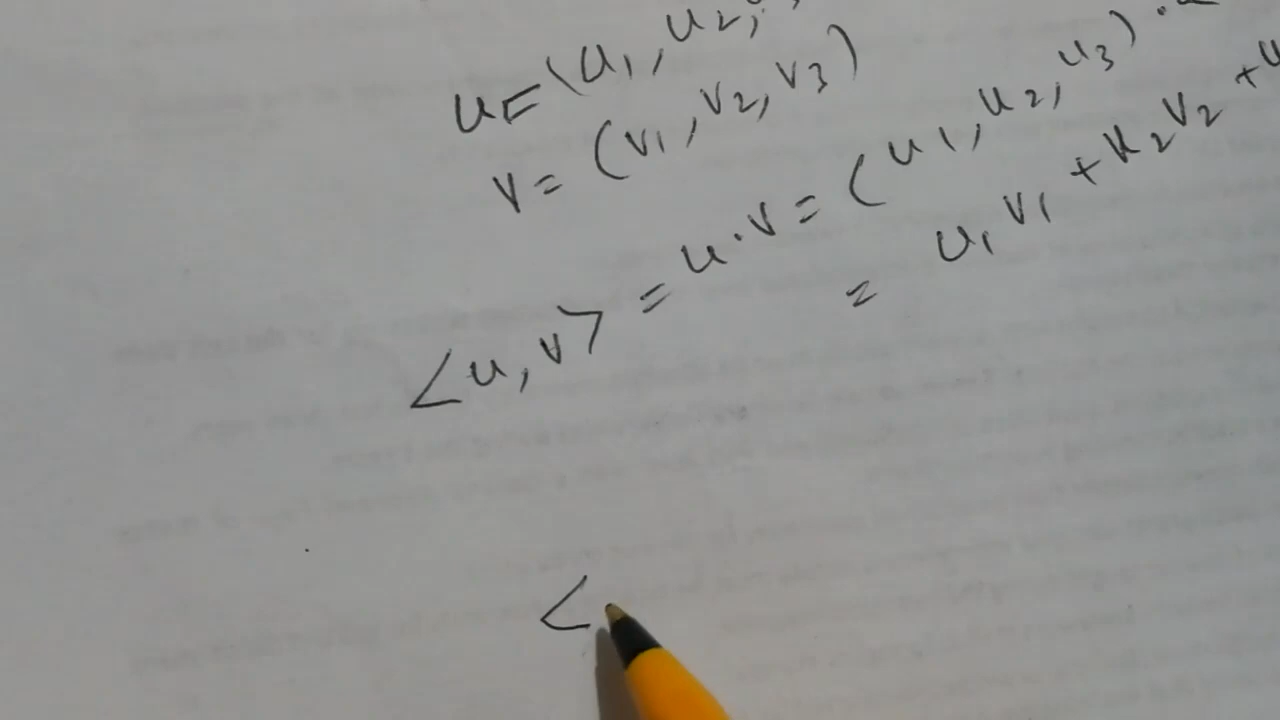 u = (u1, u2,
v = (v1, v2, v3)
<u, v> = u·v = (u1, u2, u3) ·
= u1v1 + u2v2 + u
<